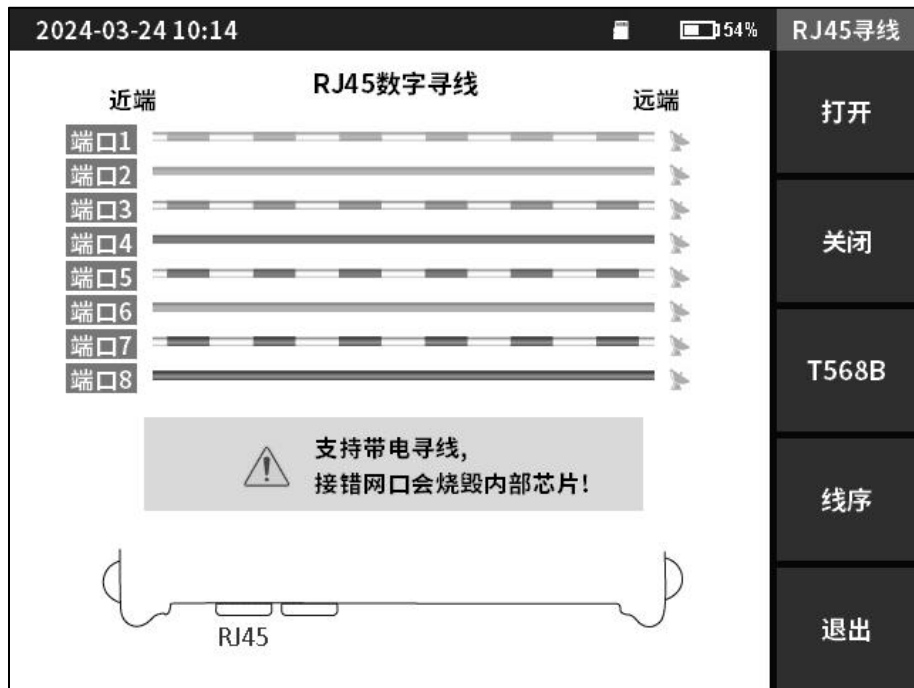 2024-03-24 10:14
54%
RJ45寻线
RJ45数字寻线
近端
远端
端口1
端口2
端口3
端口4
端口5
端口6
端口7
端口8
支持带电寻线,
接错网口会烧毁内部芯片!
RJ45
打开
关闭
T568B
线序
退出